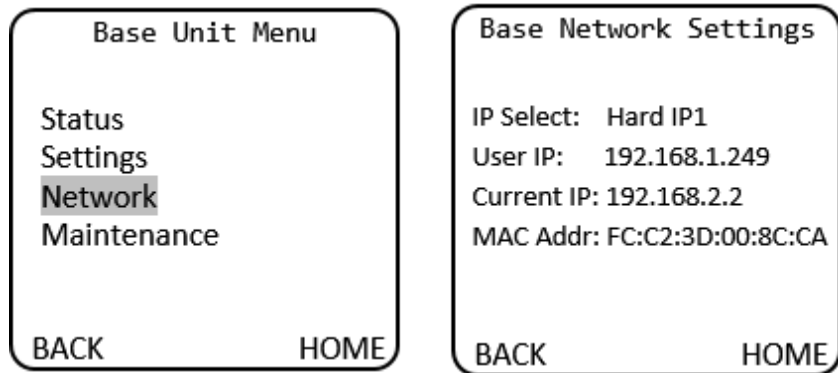 Base Unit Menu
Status
Settings
Network
Maintenance
BACK HOME
Base Network Settings
IP Select: Hard IP1
User IP: 192.168.1.249
Current IP: 192.168.2.2
MAC Addr: FC:C2:3D:00:8C:CA
BACK HOME